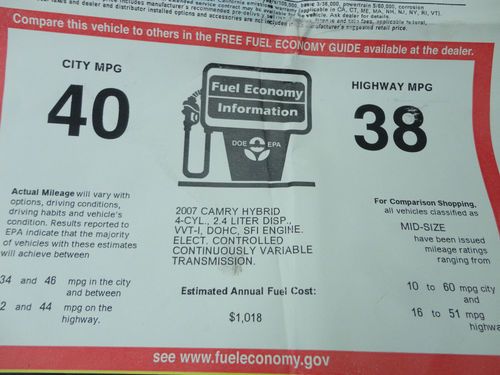 Compare this vehicle to others in the FREE FUEL ECONOMY GUIDE available at the dealer.
CITY MPG
40
Fuel Economy
Information
DOE EPA
HIGHWAY MPG
38
Actual Mileage will vary with
options, driving conditions,
driving habits and vehicle's
condition. Results reported to
EPA indicate that the majority
of vehicles with these estimates
will achieve between
34 and 46 mpg in the city
and between
2 and 44 mpg on the
highway.
2007 CAMRY HYBRID
4-CYL., 2.4 LITER DISP.,
VVT-I, DOHC, SFI ENGINE.
ELECT. CONTROLLED
CONTINUOUSLY VARIABLE
TRANSMISSION.
Estimated Annual Fuel Cost:
$1,018
For Comparison Shopping,
all vehicles classified as
MID-SIZE
have been issued
mileage ratings
ranging from
10 to 60 mpg city
and
16 to 51 mpg
highwa
see www.fueleconomy.gov